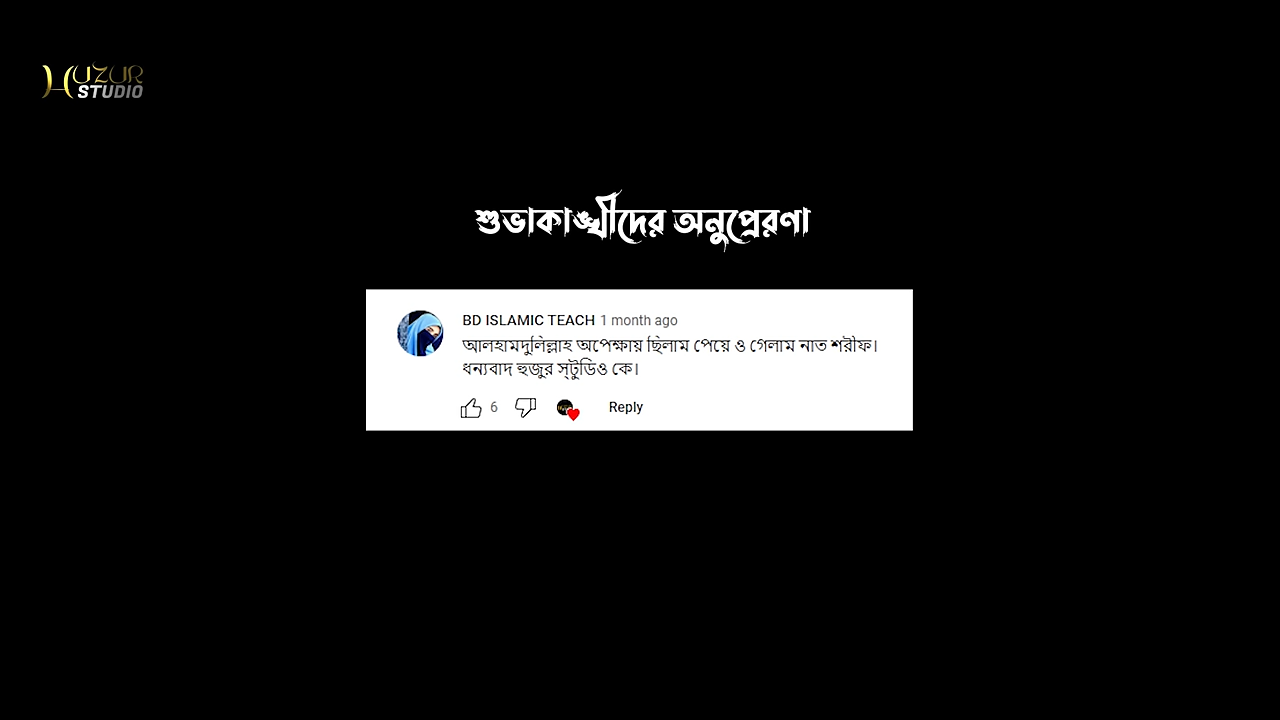 HUZUR
STUDIO
শুভাকাঙ্খীদের অনুপ্রেরণা
BD ISLAMIC TEACH 1 month ago
আলহামদুলিল্লাহ অপেক্ষায় ছিলাম পেয়ে ও গেলাম নাত শরীফ।
ধন্যবাদ হুজুর স্টুডিও কে।
6 Reply